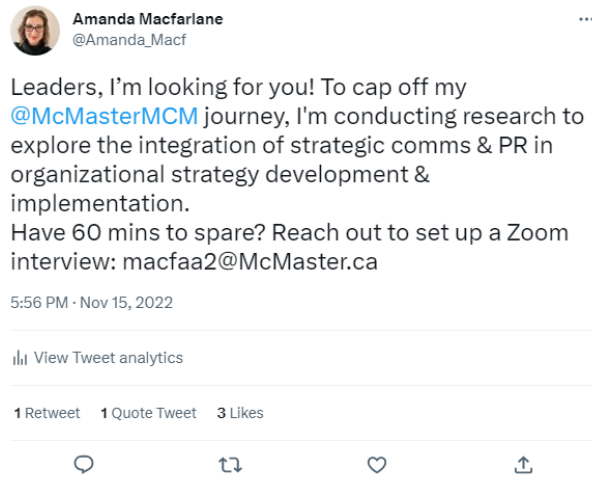 Amanda Macfarlane
@Amanda_Macf
Leaders, I’m looking for you! To cap off my
@McMasterMCM journey, I'm conducting research to
explore the integration of strategic comms & PR in
organizational strategy development &
implementation.
Have 60 mins to spare? Reach out to set up a Zoom
interview: macfaa2@McMaster.ca
5:56 PM · Nov 15, 2022
View Tweet analytics
1 Retweet 1 Quote Tweet 3 Likes